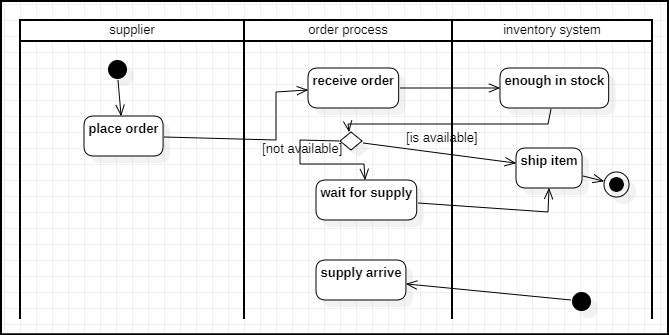 supplier
order process
inventory system
receive order
enough in stock
place order
[is available]
[not available]
ship item
wait for supply
supply arrive